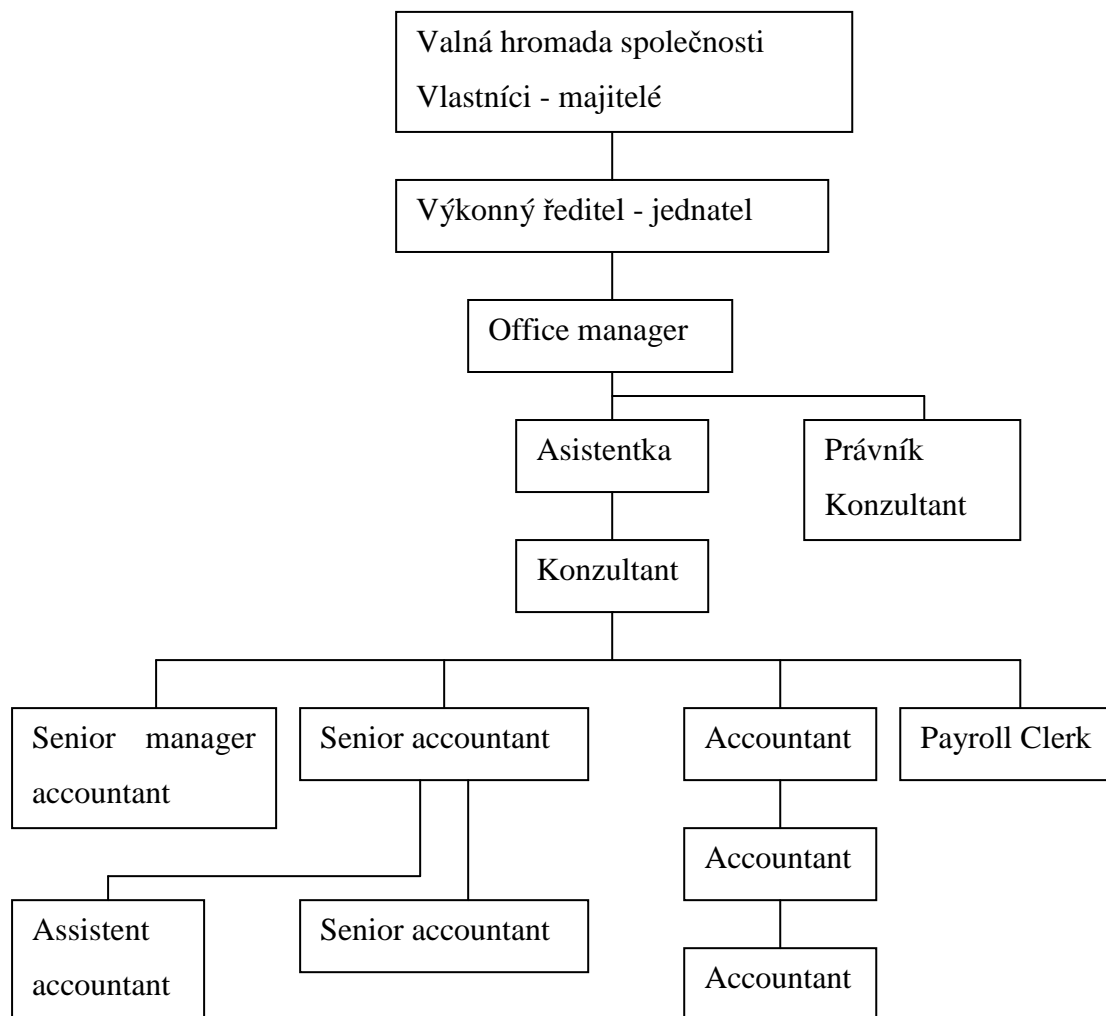 Valná hromada společnosti
Vlastníci - majitelé
Výkonný ředitel - jednatel
Office manager
Asistentka
Právník
Konzultant
Konzultant
Senior manager
accountant
Senior accountant
Accountant
Payroll Clerk
Accountant
Assistent
accountant
Senior accountant
Accountant